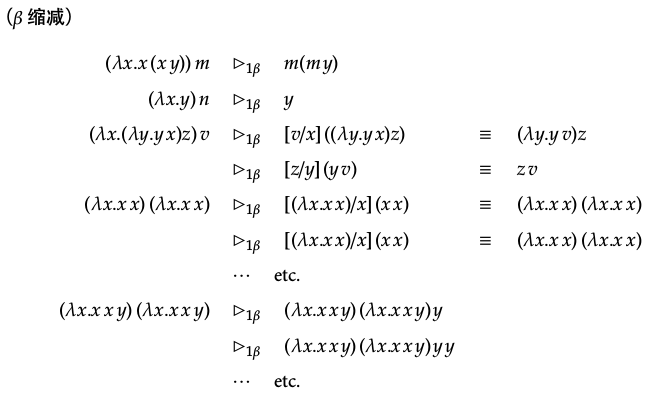 （β 缩减）
(λx.x(xy))m ▷1β m(my)
(λx.y)n ▷1β y
(λx.(λy.yx)z)v ▷1β [v/x]((λy.yx)z) ≡ (λy.yv)z
▷1β [z/y](yv) ≡ zv
(λx.xx)(λx.xx) ▷1β [(λx.xx)/x](xx) ≡ (λx.xx)(λx.xx)
▷1β [(λx.xx)/x](xx) ≡ (λx.xx)(λx.xx)
⋯ etc.
(λx.xxy)(λx.xxy) ▷1β (λx.xxy)(λx.xxy)y
▷1β (λx.xxy)(λx.xxy)yy
⋯ etc.